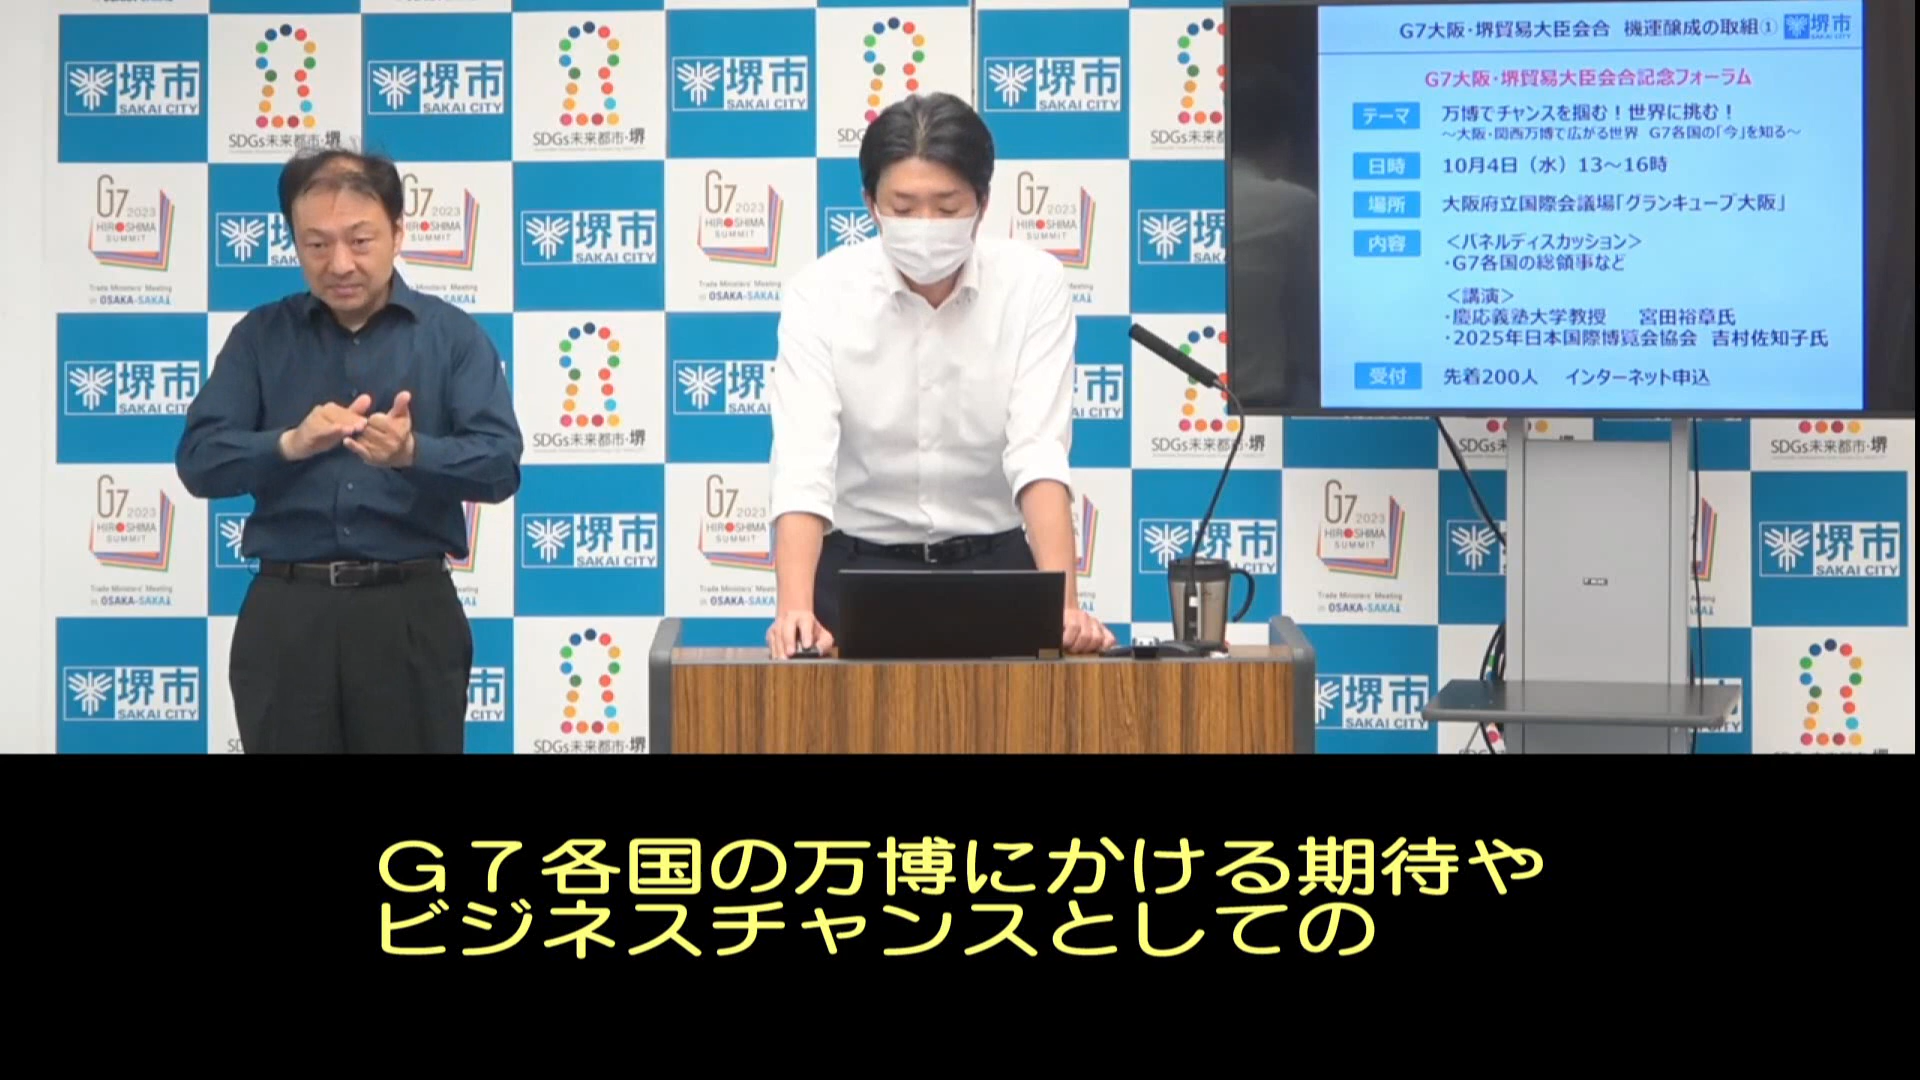 G7大阪・堺貿易大臣会合 機運醸成の取組①
堺市
SAKAI CITY
G7大阪・堺貿易大臣会合記念フォーラム
テーマ 万博でチャンスを掴む！世界に挑む！
～大阪・関西万博で広がる世界 G7各国の「今」を知る～
日時 10月4日（水）13～16時
場所 大阪府立国際会議場「グランキューブ大阪」
内容 ＜パネルディスカッション＞
・G7各国の総領事など
＜講演＞
・慶応義塾大学教授 宮田裕章氏
・2025年日本国際博覧会協会 吉村佐知子氏
受付 先着200人 インターネット申込
堺市
SAKAI CITY
SDGs未来都市・堺
G7 2023
HIROSHIMA
SUMMIT
Trade Ministers' Meeting
in OSAKA-SAKAI
G７各国の万博にかける期待や
ビジネスチャンスとしての